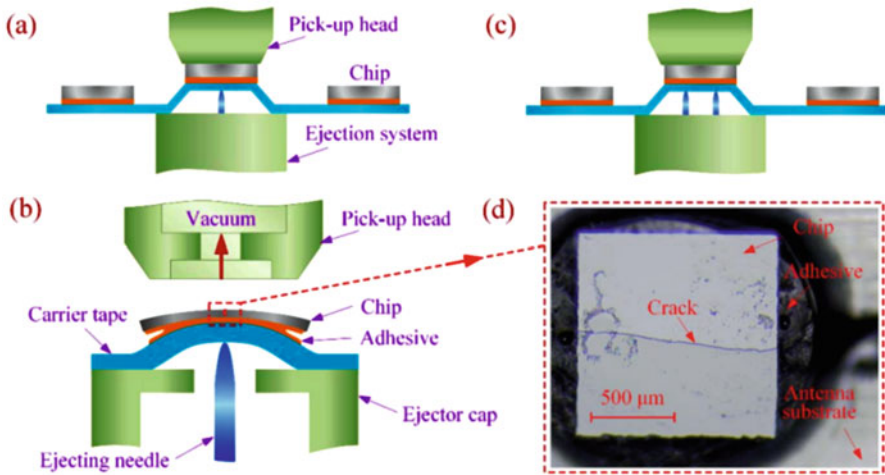 (a)
Pick-up head
Chip
Ejection system
(c)
(b)
Vacuum
Pick-up head
Carrier tape
Chip
Adhesive
Ejector cap
Ejecting needle
(d)
Chip
Adhesive
Crack
500 μm
Antenna
substrate